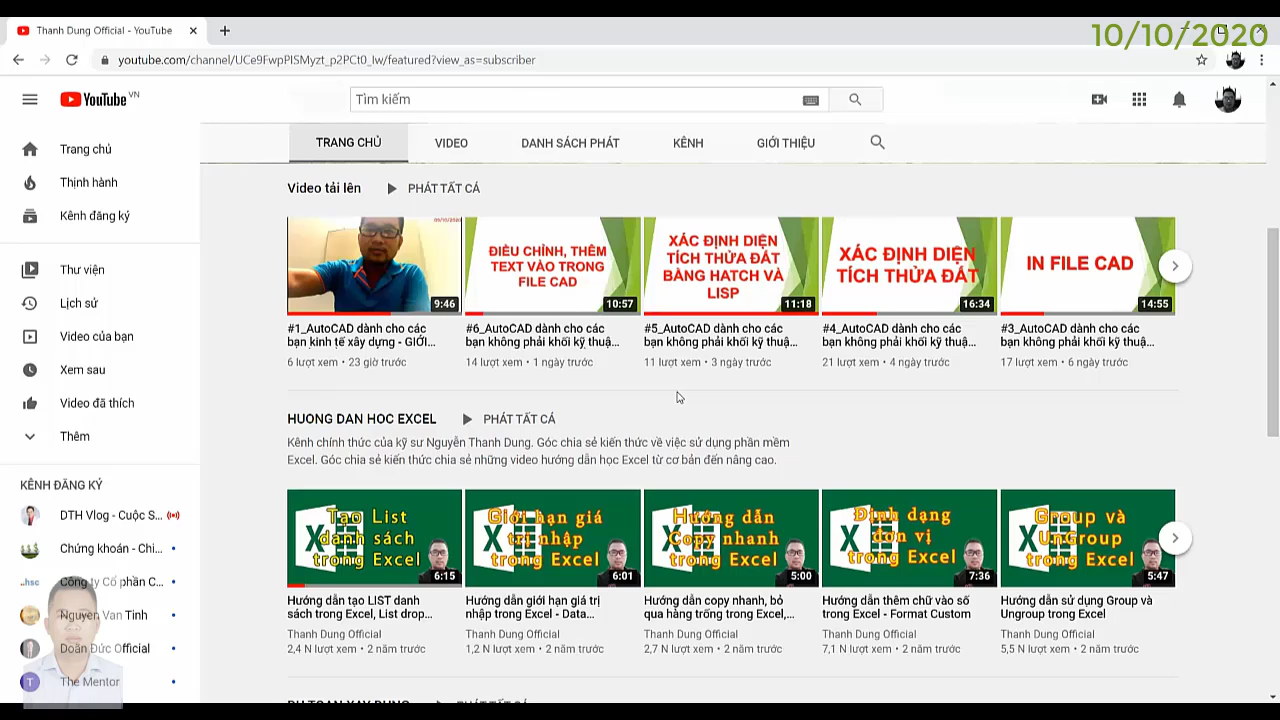 Thanh Dung Official - YouTube
10/10/2020
youtube.com/channel/UCe9FwpPISMyzt_p2PCt0_Iw/featured?view_as=subscriber
YouTube VN
Tìm kiếm
Trang chủ
Thịnh hành
Kênh đăng ký
Thư viện
Lịch sử
Video của bạn
Xem sau
Video đã thích
Thêm
KÊNH ĐĂNG KÝ
DTH Vlog - Cuộc S...
Chứng khoán - Chi...
Công ty Cổ phần C...
Nguyen Van Tinh
Doãn Đức Official
The Mentor
TRANG CHỦ VIDEO DANH SÁCH PHÁT KÊNH GIỚI THIỆU
Video tải lên PHÁT TẤT CẢ
9:46
#1_AutoCAD dành cho các
bạn kinh tế xây dựng - GIỚI...
6 lượt xem • 23 giờ trước
ĐIỀU CHỈNH, THÊM
TEXT VÀO TRONG
FILE CAD
10:57
#6_AutoCAD dành cho các
bạn không phải khối kỹ thuậ...
14 lượt xem • 1 ngày trước
XÁC ĐỊNH DIỆN
TÍCH THỬA ĐẤT
BẰNG HATCH VÀ
LISP
11:18
#5_AutoCAD dành cho các
bạn không phải khối kỹ thuậ...
11 lượt xem • 3 ngày trước
XÁC ĐỊNH DIỆN
TÍCH THỬA ĐẤT
16:34
#4_AutoCAD dành cho các
bạn không phải khối kỹ thuậ...
21 lượt xem • 4 ngày trước
IN FILE CAD
14:55
#3_AutoCAD dành cho các
bạn không phải khối kỹ thuậ...
17 lượt xem • 6 ngày trước
HUONG DAN HOC EXCEL PHÁT TẤT CẢ
Kênh chính thức của kỹ sư Nguyễn Thanh Dung. Góc chia sẻ kiến thức về việc sử dụng phần mềm
Excel. Góc chia sẻ kiến thức chia sẻ những video hướng dẫn học Excel từ cơ bản đến nâng cao.
Tạo List
danh sách
trong Excel
6:15
Hướng dẫn tạo LIST danh
sách trong Excel, List drop...
Thanh Dung Official
2,4 N lượt xem • 2 năm trước
Giới hạn giá
trị nhập
trong Excel
6:01
Hướng dẫn giới hạn giá trị
nhập trong Excel - Data...
Thanh Dung Official
1,2 N lượt xem • 2 năm trước
Hướng dẫn
Copy nhanh
trong Excel
5:00
Hướng dẫn copy nhanh, bỏ
qua hàng trống trong Excel,...
Thanh Dung Official
2,7 N lượt xem • 2 năm trước
Định dạng
đơn vị
trong Excel
7:36
Hướng dẫn thêm chữ vào số
trong Excel - Format Custom
Thanh Dung Official
7,1 N lượt xem • 2 năm trước
Group và
UnGroup
trong Excel
5:47
Hướng dẫn sử dụng Group và
Ungroup trong Excel
Thanh Dung Official
5,5 N lượt xem • 2 năm trước